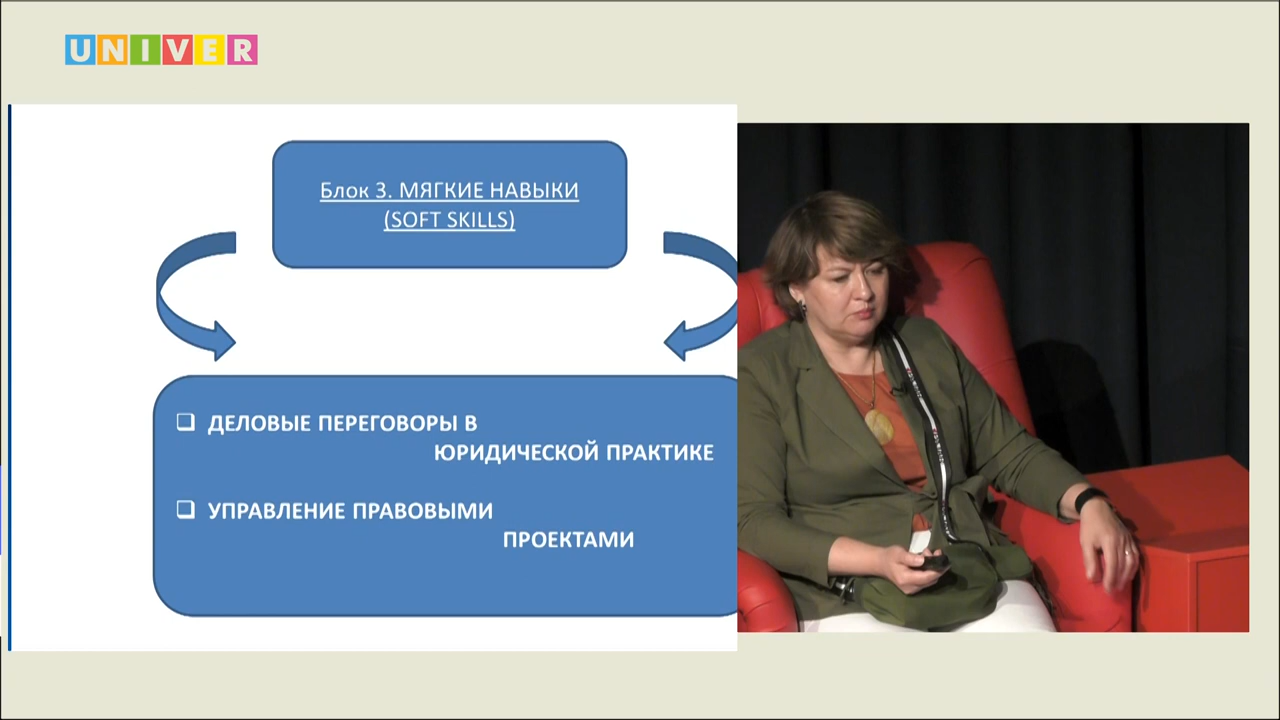 UNIVER
Блок 3. МЯГКИЕ НАВЫКИ
(SOFT SKILLS)
❑ ДЕЛОВЫЕ ПЕРЕГОВОРЫ В
ЮРИДИЧЕСКОЙ ПРАКТИКЕ
❑ УПРАВЛЕНИЕ ПРАВОВЫМИ
ПРОЕКТАМИ